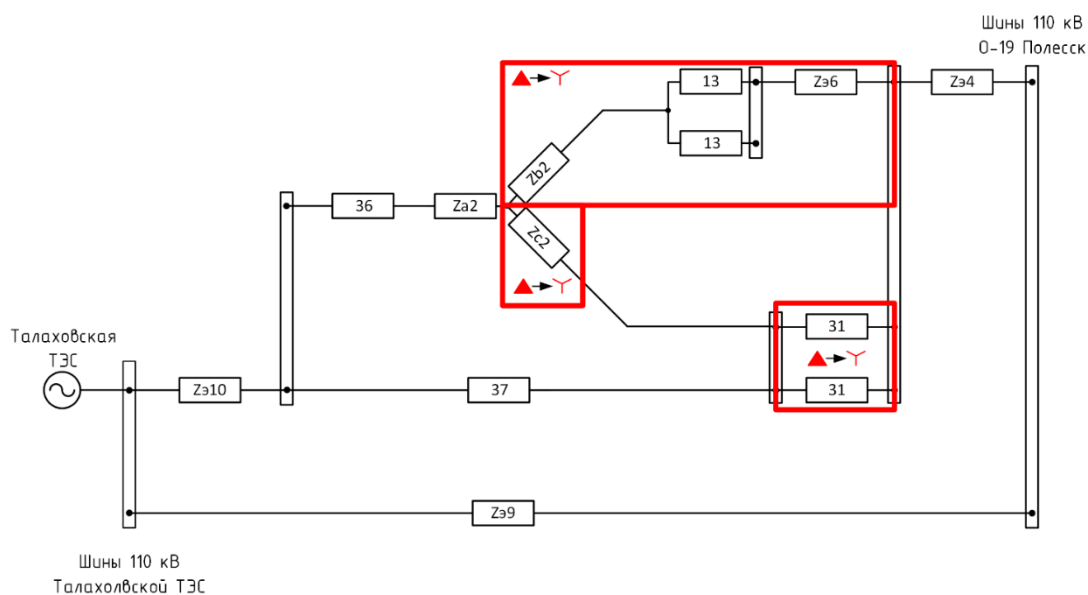 Шины 110 кВ
О-19 Полесск
13
Zэ6
Zэ4
13
Zb2
36
Za2
Zc2
31
Талаховская
ТЭС
Zэ10
37
31
Zэ9
Шины 110 кВ
Талахолвской ТЭС